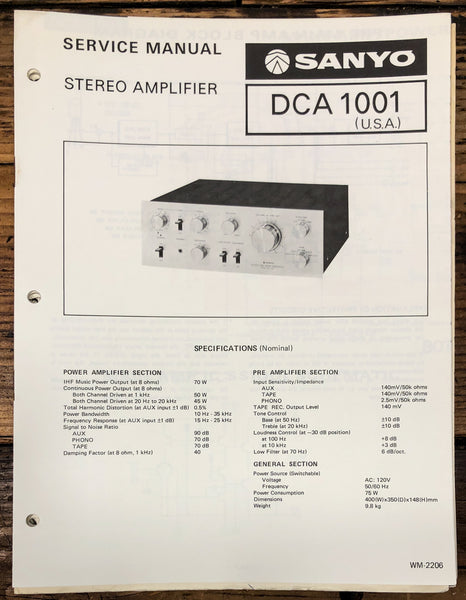 SERVICE MANUAL
STEREO AMPLIFIER
SANYO
DCA 1001
(U.S.A.)
SPECIFICATIONS (Nominal)
POWER AMPLIFIER SECTION
IHF Music Power Output (at 8 ohms) 70 W
Continuous Power Output (at 8 ohms)
Both Channel Driven at 1 kHz 50 W
Both Channel Driven at 20 Hz to 20 kHz 45 W
Total Harmonic Distortion (at AUX input ±1 dB) 0.5%
Power Bandwidth 10 Hz - 35 kHz
Frequency Response (at AUX input ±1 dB) 15 Hz - 25 kHz
Signal to Noise Ratio
AUX 90 dB
PHONO 70 dB
TAPE 70 dB
Damping Factor (at 8 ohm, 1 kHz) 40
PRE AMPLIFIER SECTION
Input Sensitivity/Impedance
AUX 140mV/50k ohms
TAPE 140mV/50k ohms
PHONO 2.5mV/50k ohms
TAPE REC. Output Level 140 mV
Tone Control
Base (at 50 Hz) ±10 dB
Treble (at 20 kHz) ±10 dB
Loudness Control (at -30 dB position)
at 100 Hz +8 dB
at 10 kHz +3 dB
Low Filter (at 70 Hz) 6 dB/oct.
GENERAL SECTION
Power Source (Switchable)
Voltage AC: 120V
Frequency 50/60 Hz
Power Consumption 75 W
Dimensions 400(W)x350(D)x148(H)mm
Weight 9.8 kg
WM-2206